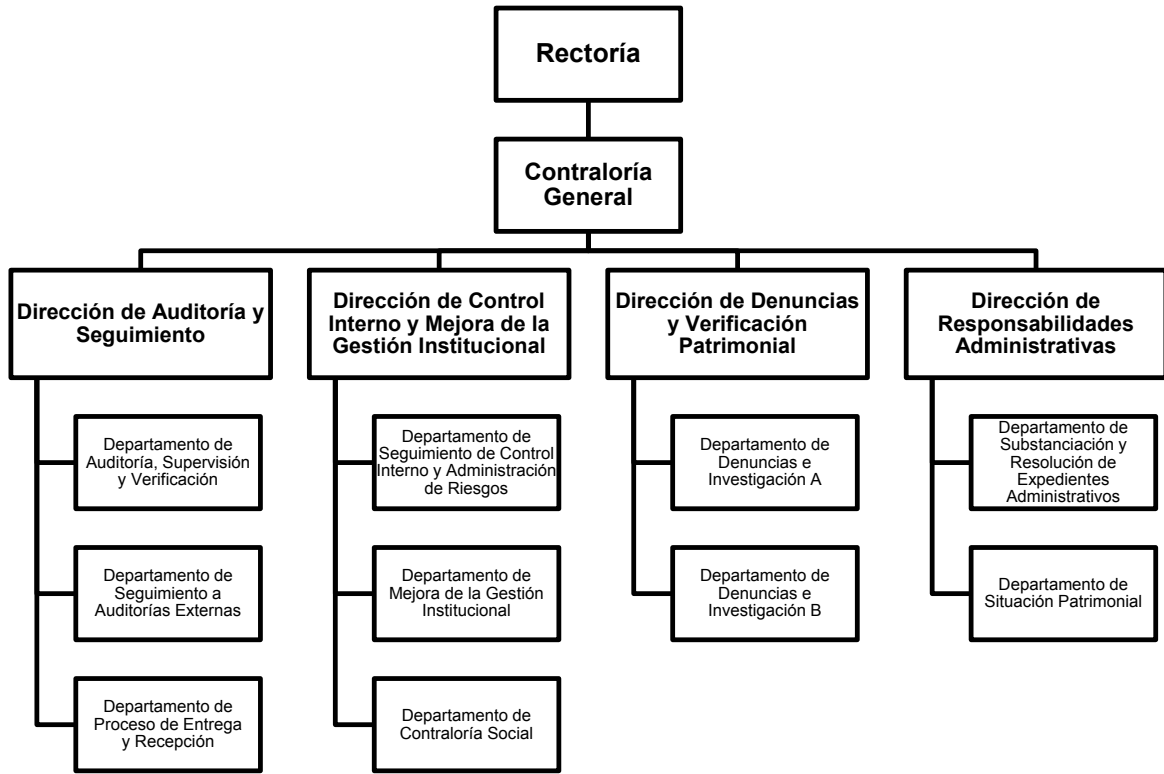 Rectoría
Contraloría
General
Dirección de Auditoría y
Seguimiento
Dirección de Control
Interno y Mejora de la
Gestión Institucional
Dirección de Denuncias
y Verificación
Patrimonial
Dirección de
Responsabilidades
Administrativas
Departamento de
Auditoría, Supervisión
y Verificación
Departamento de
Seguimiento de Control
Interno y Administración
de Riesgos
Departamento de
Denuncias e
Investigación A
Departamento de
Substanciación y
Resolución de
Expedientes
Administrativos
Departamento de
Seguimiento a
Auditorías Externas
Departamento de
Mejora de la Gestión
Institucional
Departamento de
Denuncias e
Investigación B
Departamento de
Situación Patrimonial
Departamento de
Proceso de Entrega
y Recepción
Departamento de
Contraloría Social